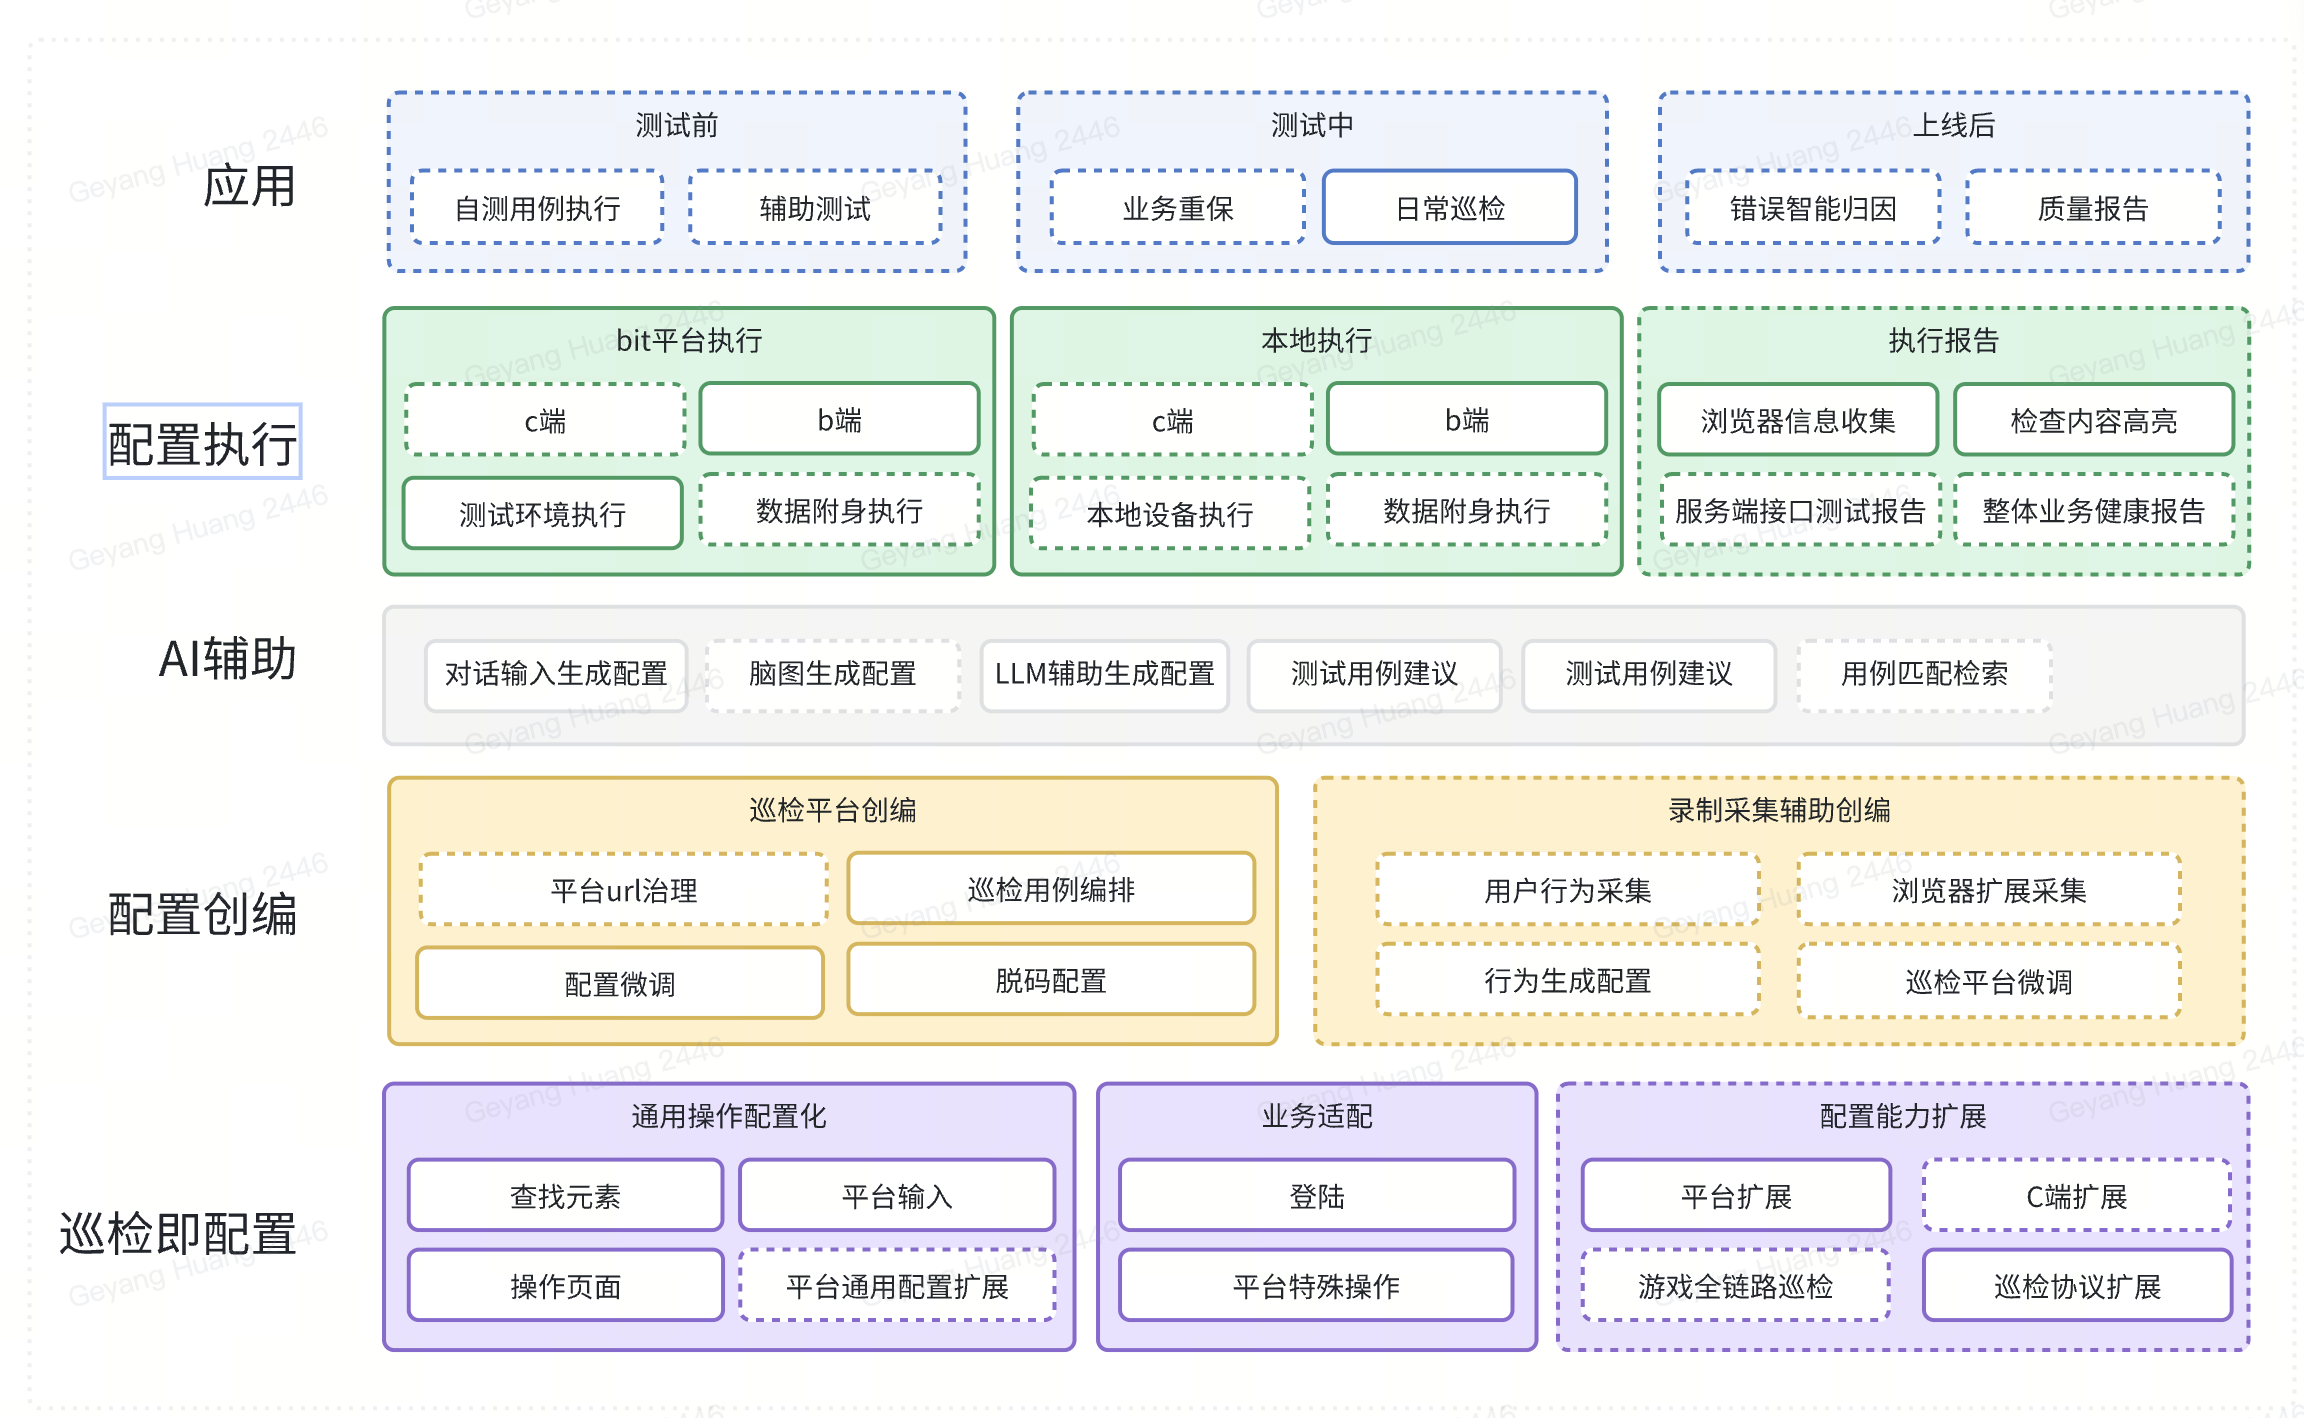 应用
测试前
自测用例执行
辅助测试
测试中
业务重保
日常巡检
上线后
错误智能归因
质量报告
配置执行
bit平台执行
c端
b端
测试环境执行
数据附身执行
本地执行
c端
b端
本地设备执行
数据附身执行
执行报告
浏览器信息收集
检查内容高亮
服务端接口测试报告
整体业务健康报告
AI辅助
对话输入生成配置
脑图生成配置
LLM辅助生成配置
测试用例建议
测试用例建议
用例匹配检索
配置创编
巡检平台创编
平台url治理
巡检用例编排
配置微调
脱码配置
录制采集辅助创编
用户行为采集
浏览器扩展采集
行为生成配置
巡检平台微调
巡检即配置
通用操作配置化
查找元素
平台输入
操作页面
平台通用配置扩展
业务适配
登陆
平台特殊操作
配置能力扩展
平台扩展
C端扩展
游戏全链路巡检
巡检协议扩展
Geyang Huang 2446